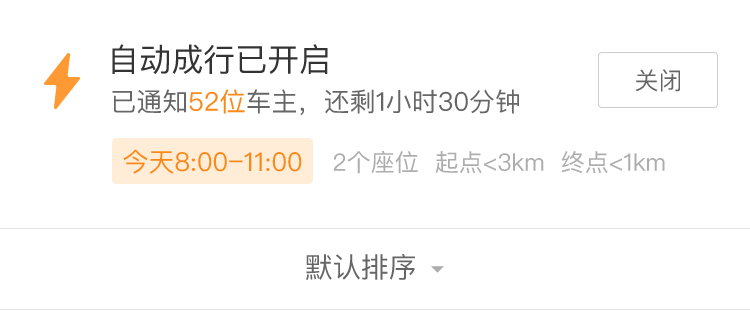 自动成行已开启
已通知52位车主，还剩1小时30分钟
关闭
今天8:00-11:00 2个座位 起点<3km 终点<1km
默认排序